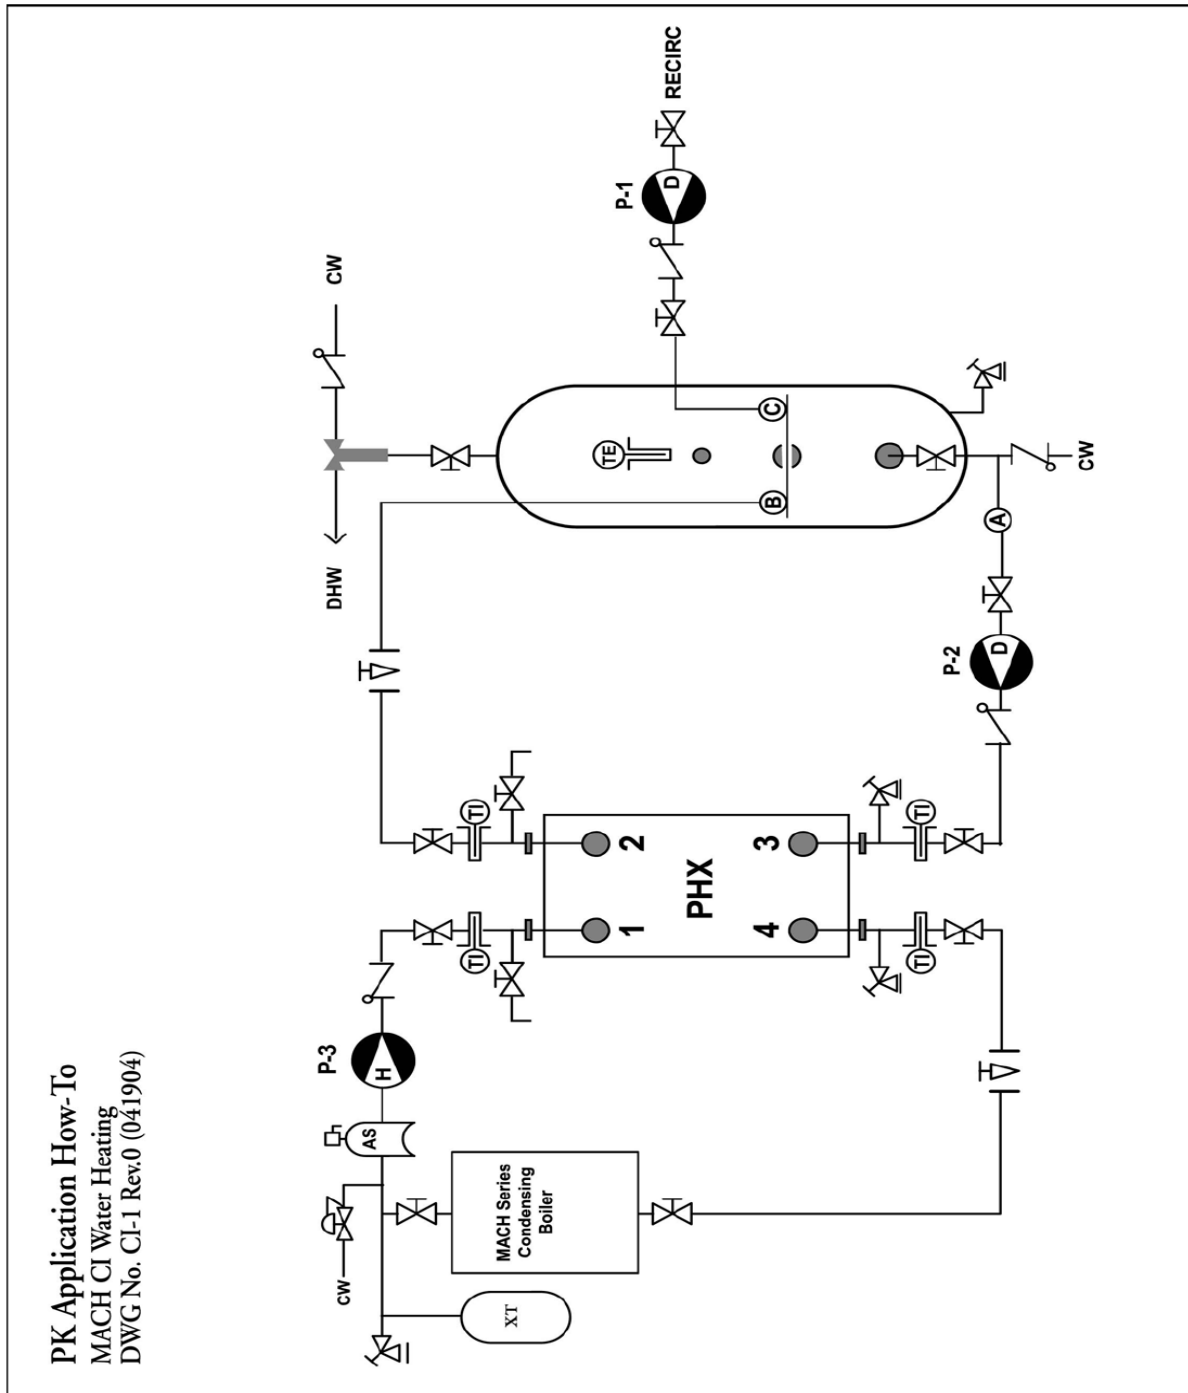 PK Application How-To
MACH CI Water Heating
DWG No. CI-1 Rev.0 (041904)
RECIRC
P-1
D
CW
DHW
TE
B
C
A
CW
P-2
D
TI
TI
TI
TI
1
2
3
4
PHX
P-3
H
AS
CW
MACH Series
Condensing
Boiler
XT